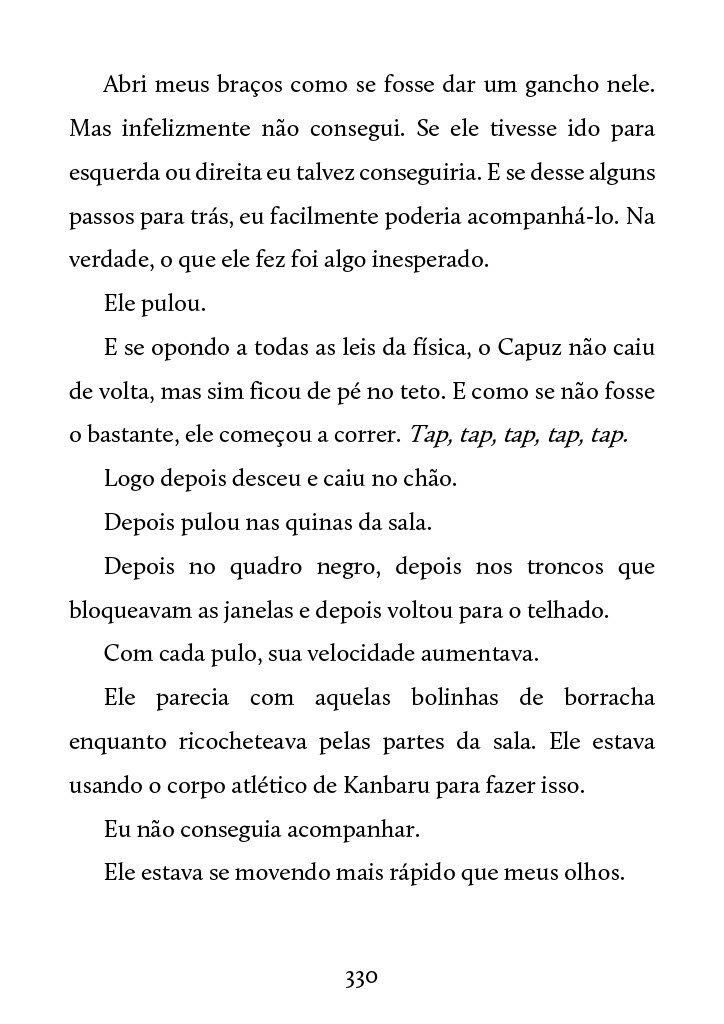 Abri meus braços como se fosse dar um gancho nele.
Mas infelizmente não consegui. Se ele tivesse ido para
esquerda ou direita eu talvez conseguiria. E se desse alguns
passos para trás, eu facilmente poderia acompanhá-lo. Na
verdade, o que ele fez foi algo inesperado.
Ele pulou.
E se opondo a todas as leis da física, o Capuz não caiu
de volta, mas sim ficou de pé no teto. E como se não fosse
o bastante, ele começou a correr. Tap, tap, tap, tap, tap.
Logo depois desceu e caiu no chão.
Depois pulou nas quinas da sala.
Depois no quadro negro, depois nos troncos que
bloqueavam as janelas e depois voltou para o telhado.
Com cada pulo, sua velocidade aumentava.
Ele parecia com aquelas bolinhas de borracha
enquanto ricocheteava pelas partes da sala. Ele estava
usando o corpo atlético de Kanbaru para fazer isso.
Eu não conseguia acompanhar.
Ele estava se movendo mais rápido que meus olhos.
330